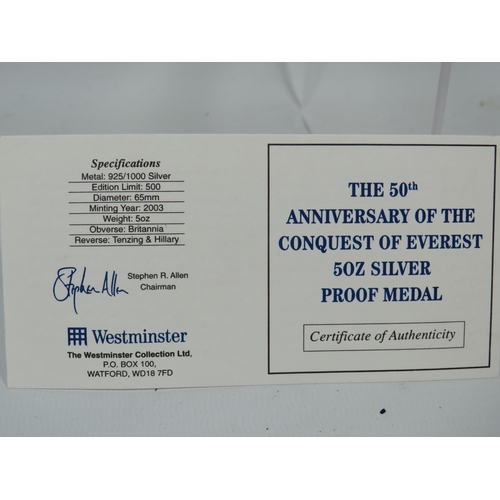 Specifications
Metal: 925/1000 Silver
Edition Limit: 500
Diameter: 65mm
Minting Year: 2003
Weight: 5oz
Obverse: Britannia
Reverse: Tenzing & Hillary
Stephen Allen
Stephen R. Allen
Chairman
Westminster
The Westminster Collection Ltd,
P.O. BOX 100,
WATFORD, WD18 7FD
THE 50th
ANNIVERSARY OF THE
CONQUEST OF EVEREST
5OZ SILVER
PROOF MEDAL
Certificate of Authenticity